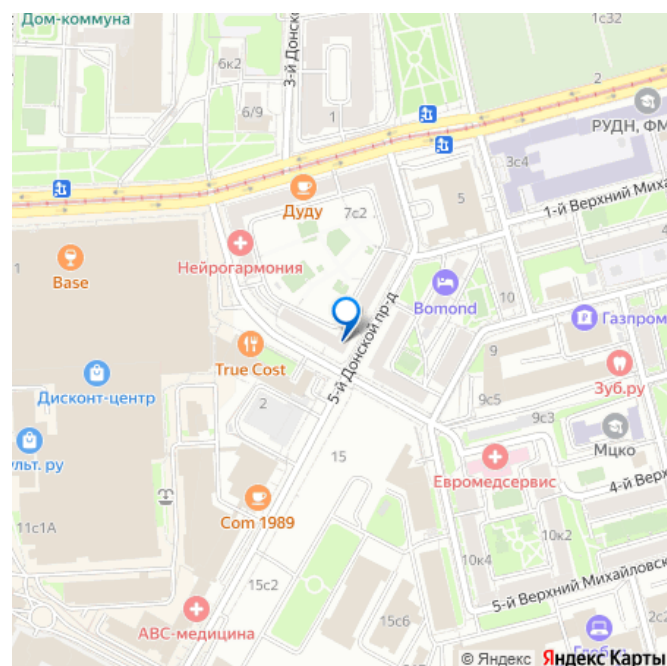 Дом-коммуна
6к2
3-й Донской
1с32
2
6/9
1
РУДН, ФМ
3с4
5
Дуду
7с2
1-й Верхний Миха
Нейрогармония
1
Base
Bomond
10
Газпром
5-й Донской пр-д
True Cost
9
Зуб.ру
Дисконт-центр
2
9с5
9с3
Мцко
ульт. ру
15
Евромедсервис
4-й Верх
Com 1989
11с1А
10к2
10к4
15с2
5-й Верхний Михайловск
15с6
АВС-медицина
2с2
© Яндекс Яндекс Карты